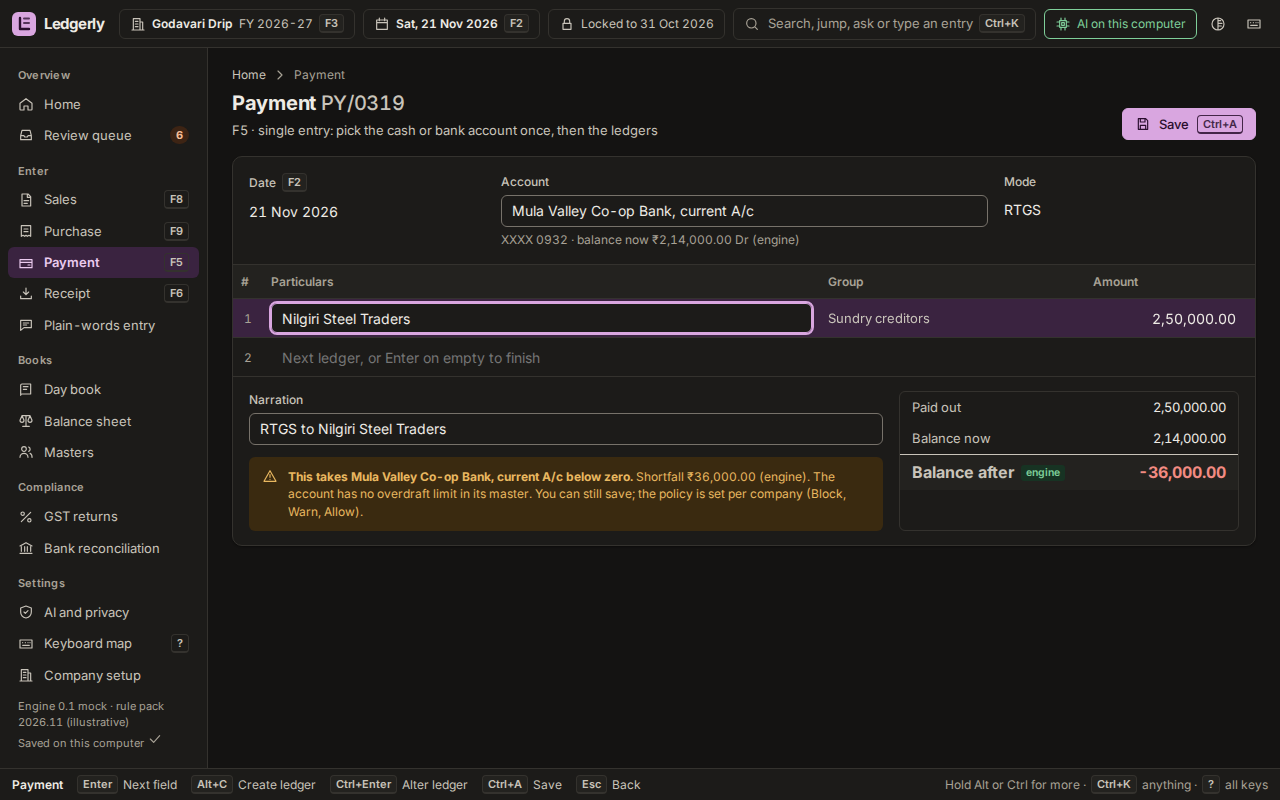 Ledgerly
Godavari Drip FY 2026-27 F3
Sat, 21 Nov 2026 F2
Locked to 31 Oct 2026
Search, jump, ask or type an entry Ctrl+K
AI on this computer
Overview
Home
Review queue 6
Enter
Sales F8
Purchase F9
Payment F5
Receipt F6
Plain-words entry
Books
Day book
Balance sheet
Masters
Compliance
GST returns
Bank reconciliation
Settings
AI and privacy
Keyboard map ?
Company setup
Engine 0.1 mock · rule pack
2026.11 (illustrative)
Saved on this computer
Home Payment
Payment PY/0319
F5 · single entry: pick the cash or bank account once, then the ledgers
Save Ctrl+A
Date F2
21 Nov 2026
Account
Mula Valley Co-op Bank, current A/c
XXXX 0932 · balance now ₹2,14,000.00 Dr (engine)
Mode
RTGS
# Particulars Group Amount
1 Nilgiri Steel Traders Sundry creditors 2,50,000.00
2 Next ledger, or Enter on empty to finish
Narration
RTGS to Nilgiri Steel Traders
This takes Mula Valley Co-op Bank, current A/c below zero. Shortfall ₹36,000.00 (engine). The
account has no overdraft limit in its master. You can still save; the policy is set per company (Block,
Warn, Allow).
Paid out 2,50,000.00
Balance now 2,14,000.00
Balance after engine -36,000.00
Payment Enter Next field Alt+C Create ledger Ctrl+Enter Alter ledger Ctrl+A Save Esc Back
Hold Alt or Ctrl for more · Ctrl+K anything · ? all keys